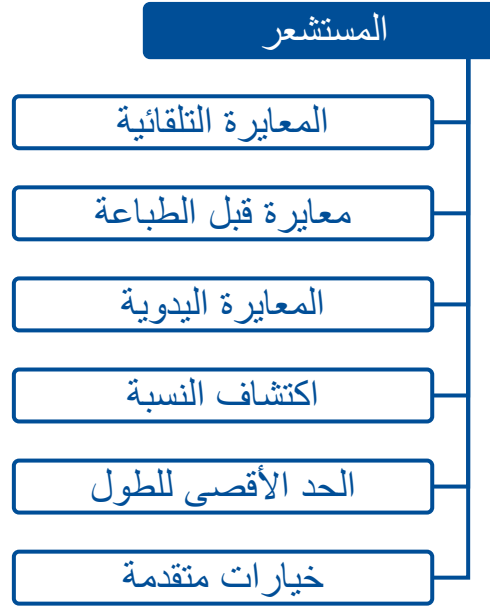 المستشعر
المعايرة التلقائية
معايرة قبل الطباعة
المعايرة اليدوية
اكتشاف النسبة
الحد الأقصى للطول
خيارات متقدمة